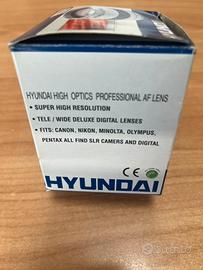 HYUNDAI HIGH OPTICS PROFESSIONAL AF LENS
• SUPER HIGH RESOLUTION
• TELE / WIDE DELUXE DIGITAL LENSES
• FITS: CANON, NIKON, MINOLTA, OLYMPUS,
PENTAX ALL FIND SLR CAMERS AND DIGITAL
CE
HYUNDAI
SUBITO